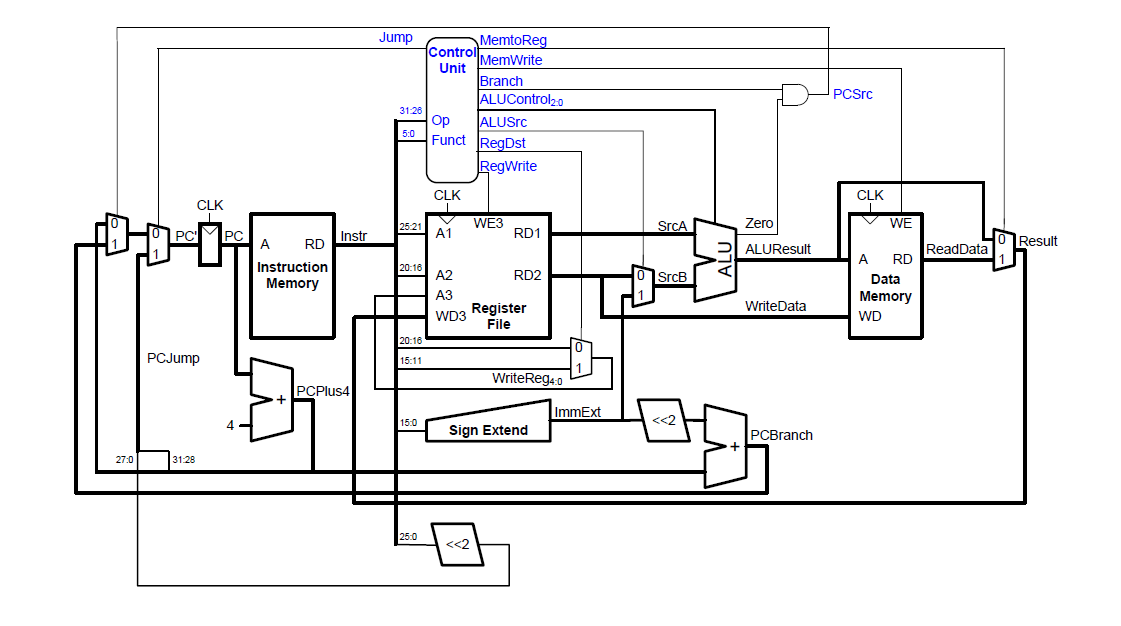 Jump
MemtoReg
Control
Unit
MemWrite
Branch
PCSrc
ALUControl2:0
31:26
Op
ALUSrc
5:0
Funct
RegDst
RegWrite
CLK
CLK
CLK
0
1
0
1
PC'
PC
A
RD
Instruction
Memory
Instr
25:21
A1
WE3
RD1
20:16
A2
RD2
A3
WD3
Register
File
SrcA
0
1
SrcB
ALU
Zero
ALUResult
WE
A
RD
Data
Memory
WD
ReadData
0
1
Result
WriteData
20:16
0
15:11
1
WriteReg4:0
PCJump
PCPlus4
+
4
15:0
Sign Extend
ImmExt
<<2
+
PCBranch
27:0
31:28
25:0
<<2